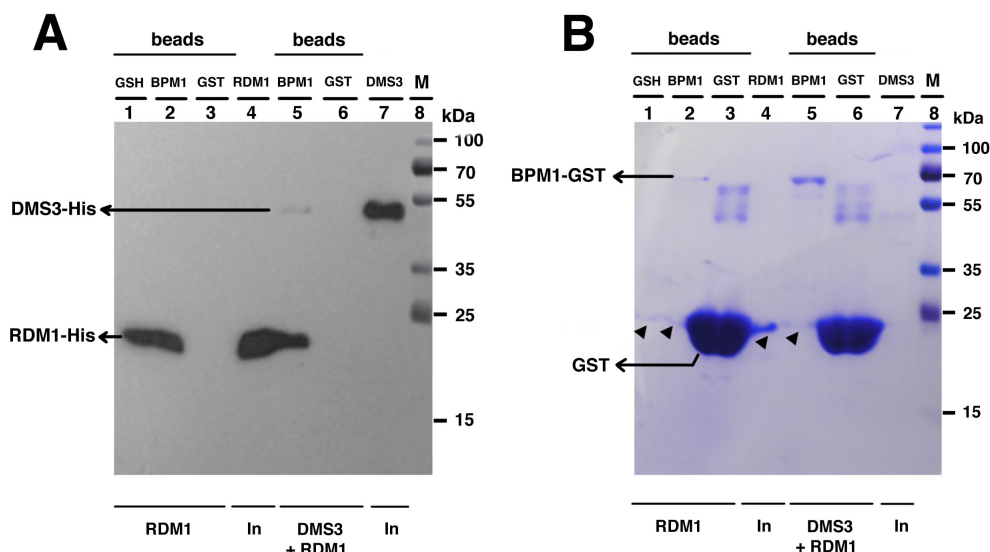 A
beads beads
GSH BPM1 GST RDM1 BPM1 GST DMS3 M
1 2 3 4 5 6 7 8
kDa
100
70
55
DMS3-His
35
25
RDM1-His
15
RDM1 In DMS3 In
+ RDM1
B
beads beads
GSH BPM1 GST RDM1 BPM1 GST DMS3 M
1 2 3 4 5 6 7 8
kDa
100
BPM1-GST
70
55
35
25
GST
15
RDM1 In DMS3 In
+ RDM1